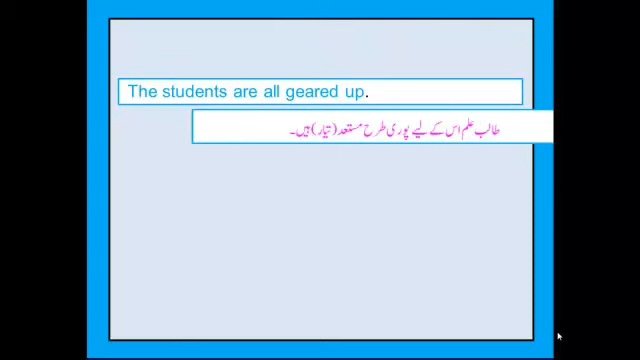 The students are all geared up.
طالب علم اس کے لیے پوری طرح مستعد (تیار) ہیں۔